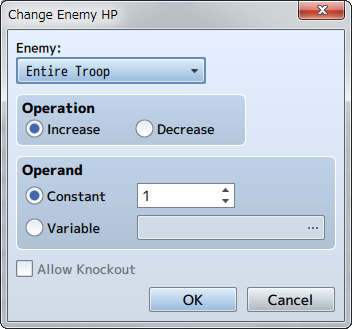 Change Enemy HP
Enemy:
Entire Troop
Operation
Increase Decrease
Operand
Constant 1
Variable ...
Allow Knockout
OK Cancel